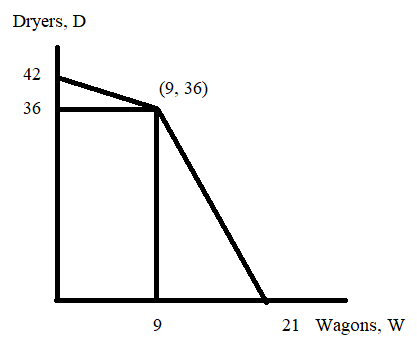 Dryers, D
42
(9, 36)
36
9 21 Wagons, W